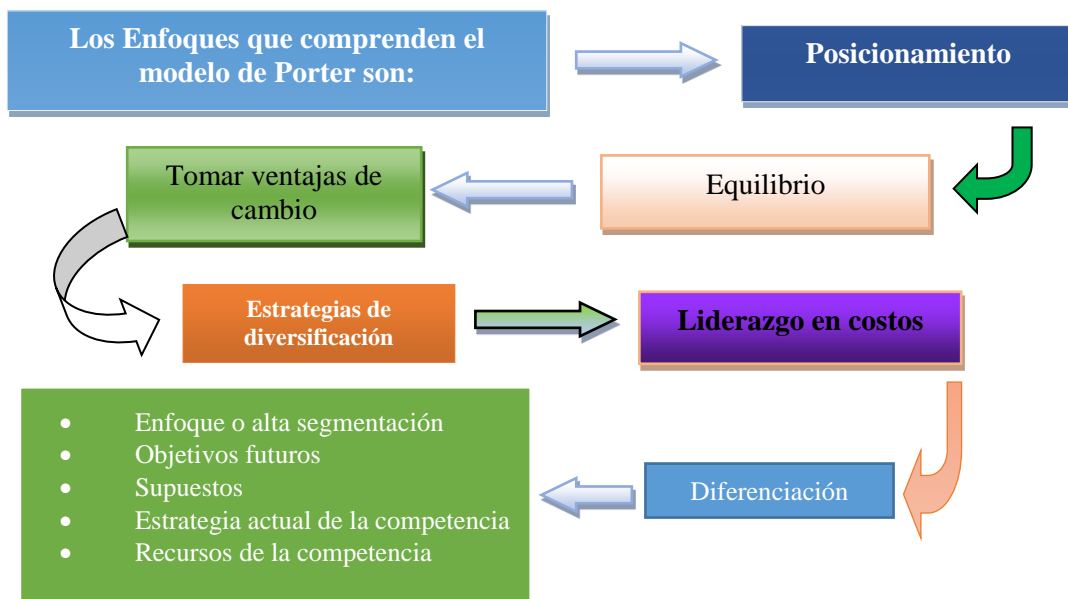 Los Enfoques que comprenden el
modelo de Porter son:
Posicionamiento
Equilibrio
Tomar ventajas de
cambio
Estrategias de
diversificación
Liderazgo en costos
Diferenciación
• Enfoque o alta segmentación
• Objetivos futuros
• Supuestos
• Estrategia actual de la competencia
• Recursos de la competencia